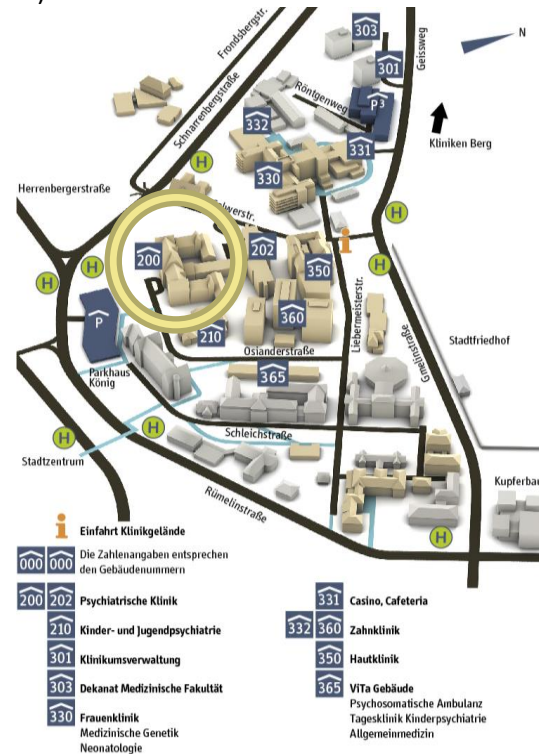 Frondsbergstr.
303
N
Geissweg
301
Schnarrenbergstraße
Röntgenweg
P3
332
Kliniken Berg
331
H
330
Herrenbergerstraße
H
elwerstr.
200
202
i
H
H
H
350
P
Liebermeisterstr.
360
P
210
Stadtfriedhof
Osianderstraße
Gmelinstraße
Parkhaus
König
365
H
H
Schleichstraße
Stadtzentrum
Kupferbau
Rümelinstraße
H
i Einfahrt Klinikgelände
000 000 Die Zahlenangaben entsprechen
den Gebäudenummern
200 202 Psychiatrische Klinik
210 Kinder- und Jugendpsychiatrie
301 Klinikumsverwaltung
303 Dekanat Medizinische Fakultät
330 Frauenklinik
Medizinische Genetik
Neonatologie
331 Casino, Cafeteria
332 360 Zahnklinik
350 Hautklinik
365 ViTa Gebäude
Psychosomatische Ambulanz
Tagesklinik Kinderpsychiatrie
Allgemeinmedizin